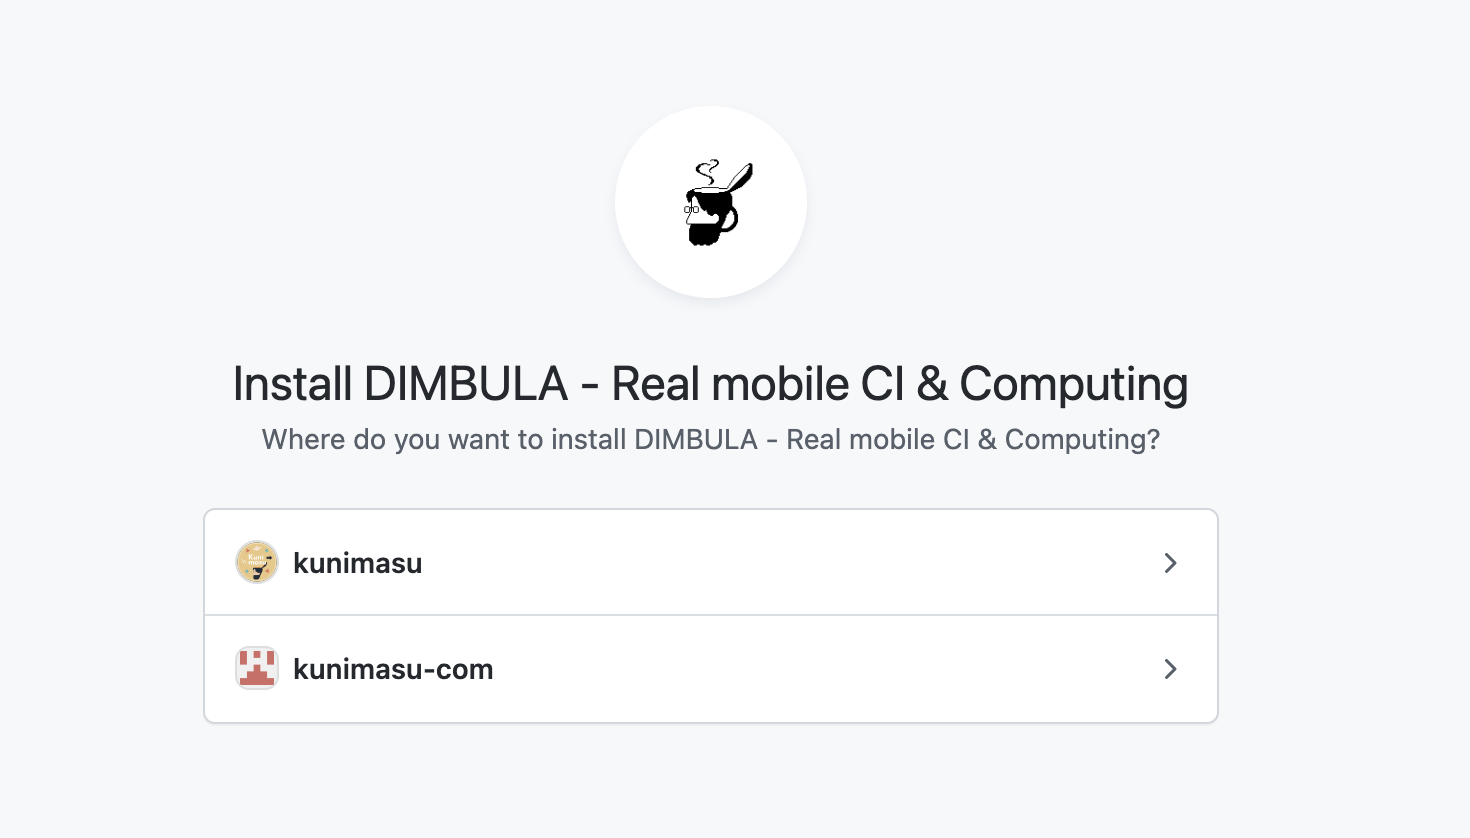 Install DIMBULA - Real mobile CI & Computing
Where do you want to install DIMBULA - Real mobile CI & Computing?
kunimasu
kunimasu-com